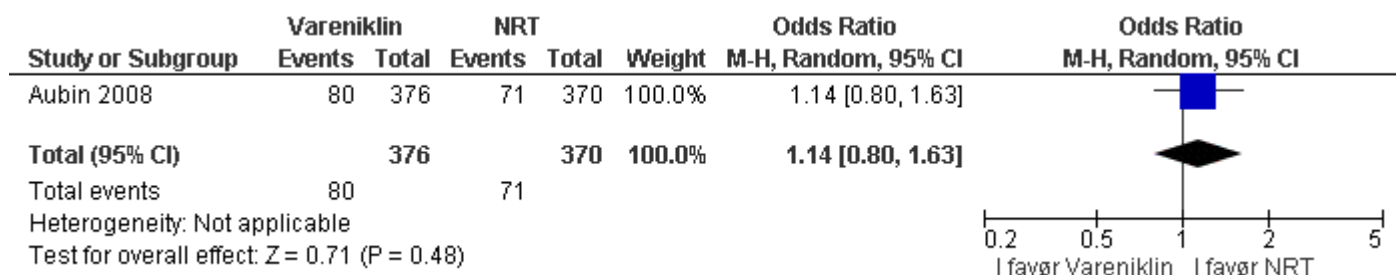 Vareniklin NRT Odds Ratio Odds Ratio
Study or Subgroup Events Total Events Total Weight M-H, Random, 95% CI M-H, Random, 95% CI
Aubin 2008 80 376 71 370 100.0% 1.14 [0.80, 1.63]
Total (95% CI) 376 370 100.0% 1.14 [0.80, 1.63]
Total events 80 71
Heterogeneity: Not applicable
Test for overall effect: Z = 0.71 (P = 0.48)
0.2 0.5 1 2 5
I favør Vareniklin I favør NRT